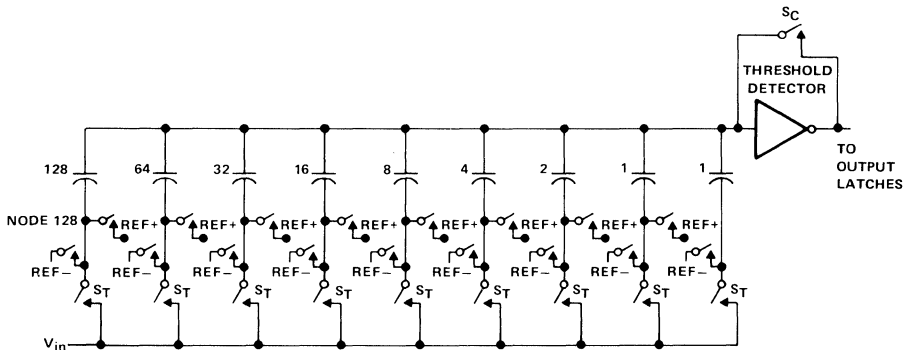 SC
THRESHOLD
DETECTOR
TO
OUTPUT
LATCHES
128 64 32 16 8 4 2 1 1
NODE 128 REF+ REF+ REF+ REF+ REF+ REF+ REF+ REF+
REF− REF− REF− REF− REF− REF− REF− REF− REF−
ST ST ST ST ST ST ST ST ST
Vin